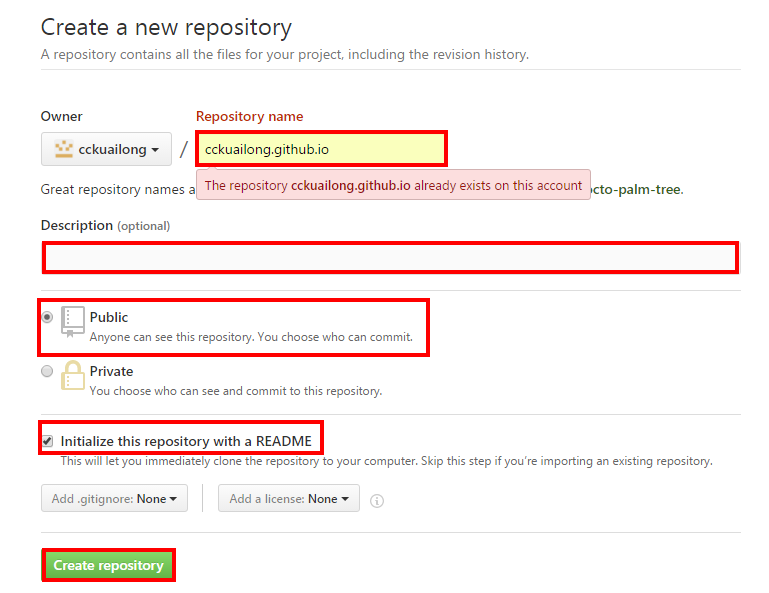 Create a new repository
A repository contains all the files for your project, including the revision history.
Owner
Repository name
cckuailong
/
cckuailong.github.io
The repository cckuailong.github.io already exists on this account
Great repository names a
cto-palm-tree.
Description (optional)
Public
Anyone can see this repository. You choose who can commit.
Private
You choose who can see and commit to this repository.
Initialize this repository with a README
This will let you immediately clone the repository to your computer. Skip this step if you’re importing an existing repository.
Add .gitignore: None
Add a license: None
Create repository